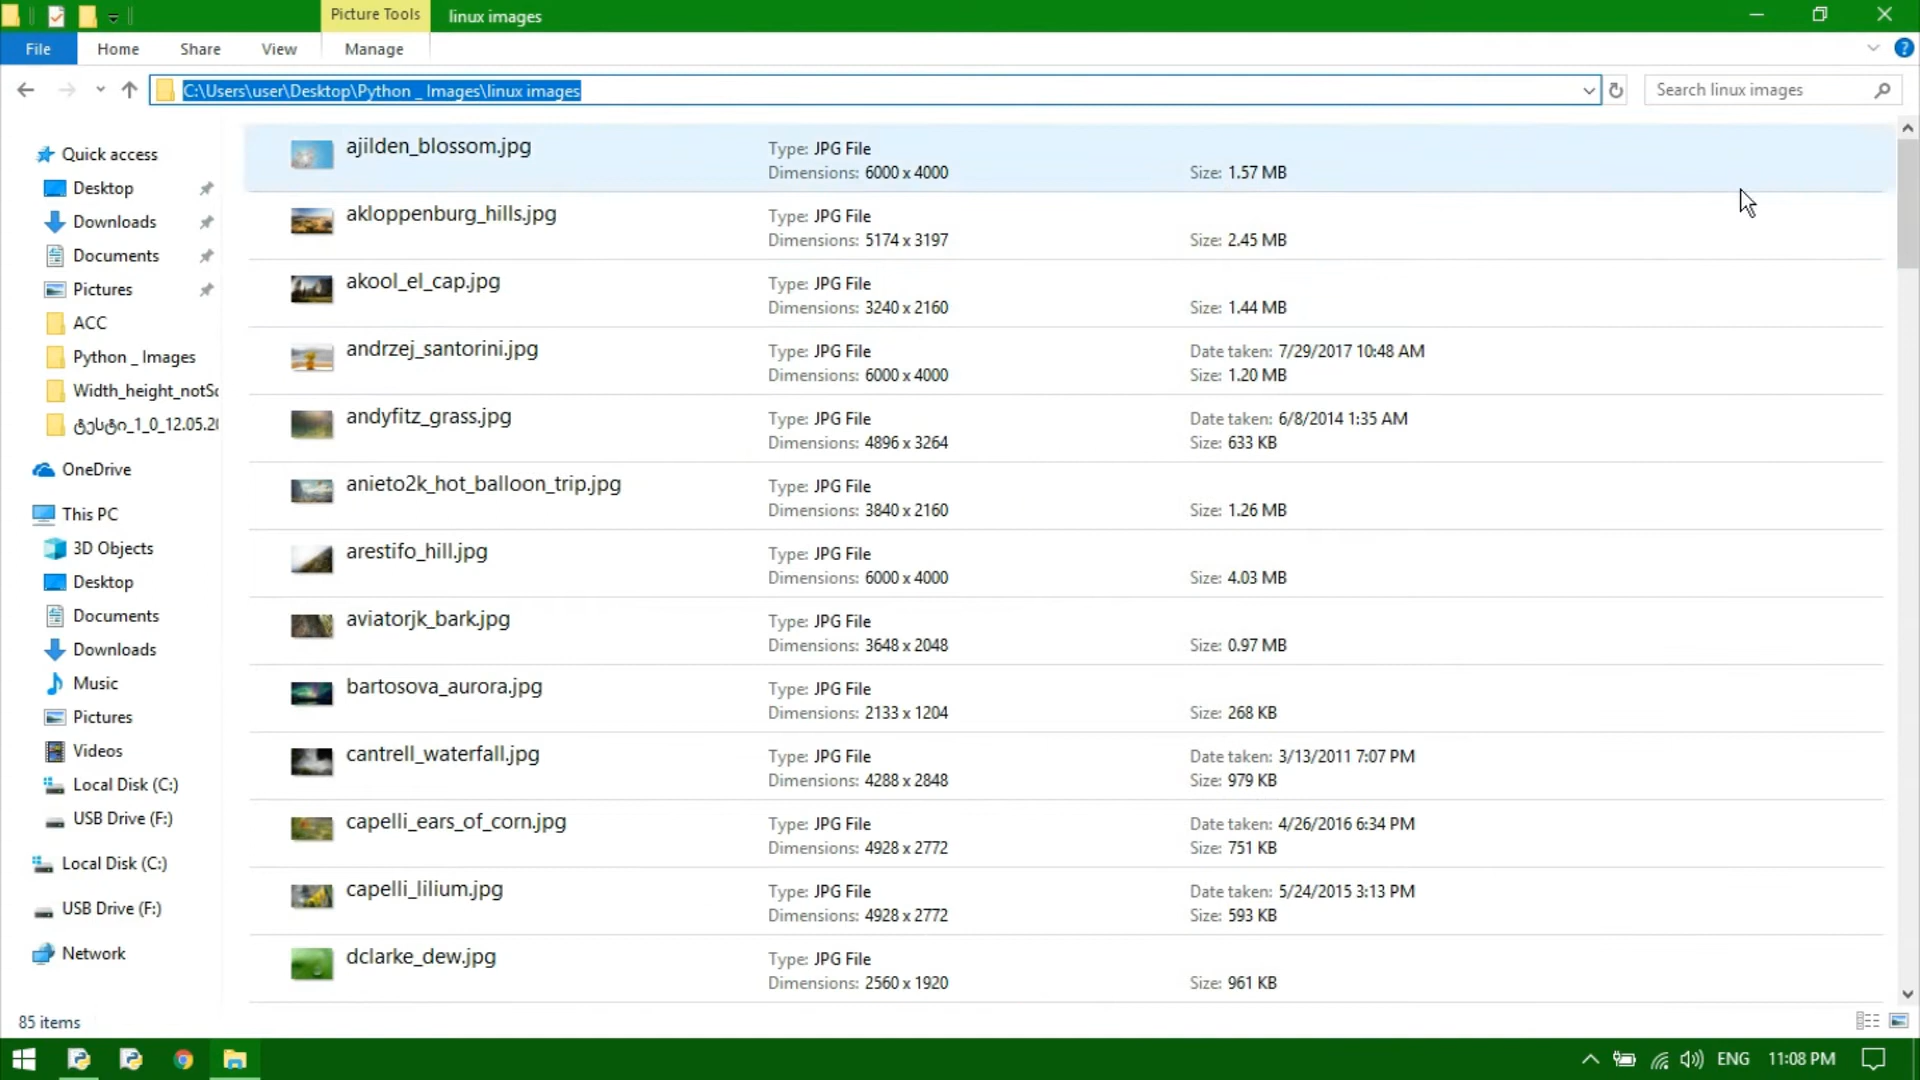 Picture Tools
linux images
File
Home
Share
View
Manage
C:\Users\user\Desktop\Python _ Images\linux images
Search linux images
Quick access
Desktop
Downloads
Documents
Pictures
ACC
Python _ Images
Width_height_notSc
ტესტი_1_0_12.05.20
OneDrive
This PC
3D Objects
Desktop
Documents
Downloads
Music
Pictures
Videos
Local Disk (C:)
USB Drive (F:)
Local Disk (C:)
USB Drive (F:)
Network
ajilden_blossom.jpg
Type: JPG File
Dimensions: 6000 x 4000
Size: 1.57 MB
akloppenburg_hills.jpg
Type: JPG File
Dimensions: 5174 x 3197
Size: 2.45 MB
akool_el_cap.jpg
Type: JPG File
Dimensions: 3240 x 2160
Size: 1.44 MB
andrzej_santorini.jpg
Type: JPG File
Dimensions: 6000 x 4000
Date taken: 7/29/2017 10:48 AM
Size: 1.20 MB
andyfitz_grass.jpg
Type: JPG File
Dimensions: 4896 x 3264
Date taken: 6/8/2014 1:35 AM
Size: 633 KB
anieto2k_hot_balloon_trip.jpg
Type: JPG File
Dimensions: 3840 x 2160
Size: 1.26 MB
arestifo_hill.jpg
Type: JPG File
Dimensions: 6000 x 4000
Size: 4.03 MB
aviatorjk_bark.jpg
Type: JPG File
Dimensions: 3648 x 2048
Size: 0.97 MB
bartosova_aurora.jpg
Type: JPG File
Dimensions: 2133 x 1204
Size: 268 KB
cantrell_waterfall.jpg
Type: JPG File
Dimensions: 4288 x 2848
Date taken: 3/13/2011 7:07 PM
Size: 979 KB
capelli_ears_of_corn.jpg
Type: JPG File
Dimensions: 4928 x 2772
Date taken: 4/26/2016 6:34 PM
Size: 751 KB
capelli_lilium.jpg
Type: JPG File
Dimensions: 4928 x 2772
Date taken: 5/24/2015 3:13 PM
Size: 593 KB
dclarke_dew.jpg
Type: JPG File
Dimensions: 2560 x 1920
Size: 961 KB
85 items
ENG
11:08 PM